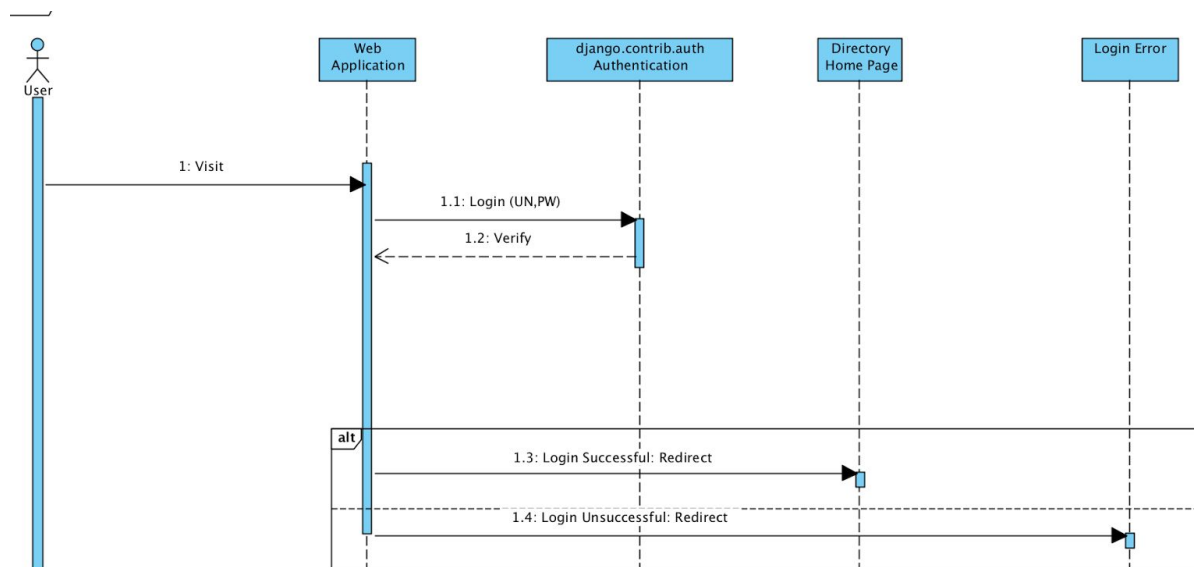 Web
Application
django.contrib.auth
Authentication
Directory
Home Page
Login Error
User
1: Visit
1.1: Login (UN,PW)
1.2: Verify
alt
1.3: Login Successful: Redirect
1.4: Login Unsuccessful: Redirect